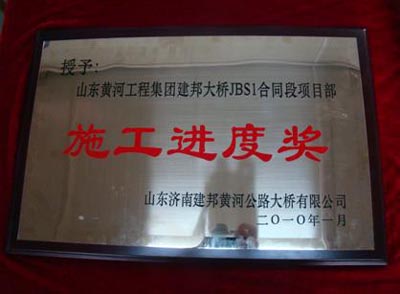 授予:
山东黄河工程集团建邦大桥JBS1合同段项目部
施工进度奖
山东济南建邦黄河公路大桥有限公司
二〇一〇年一月